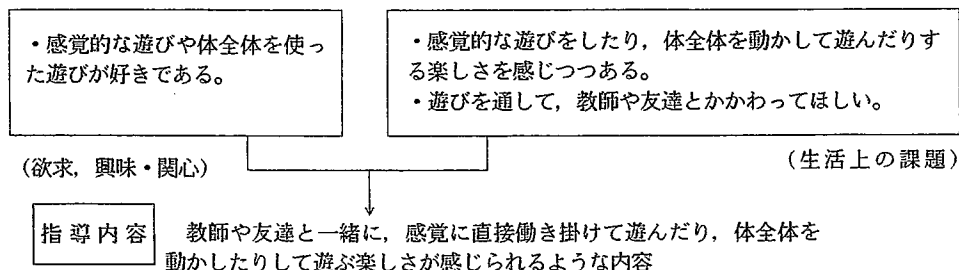 ・感覚的な遊びや体全体を使っ
た遊びが好きである。
・感覚的な遊びをしたり，体全体を動かして遊んだりす
る楽しさを感じつつある。
・遊びを通して，教師や友達とかかわってほしい。
(欲求，興味・関心)
(生活上の課題)
指導内容
教師や友達と一緒に，感覚に直接働き掛けて遊んだり，体全体を
動かしたりして遊ぶ楽しさが感じられるような内容